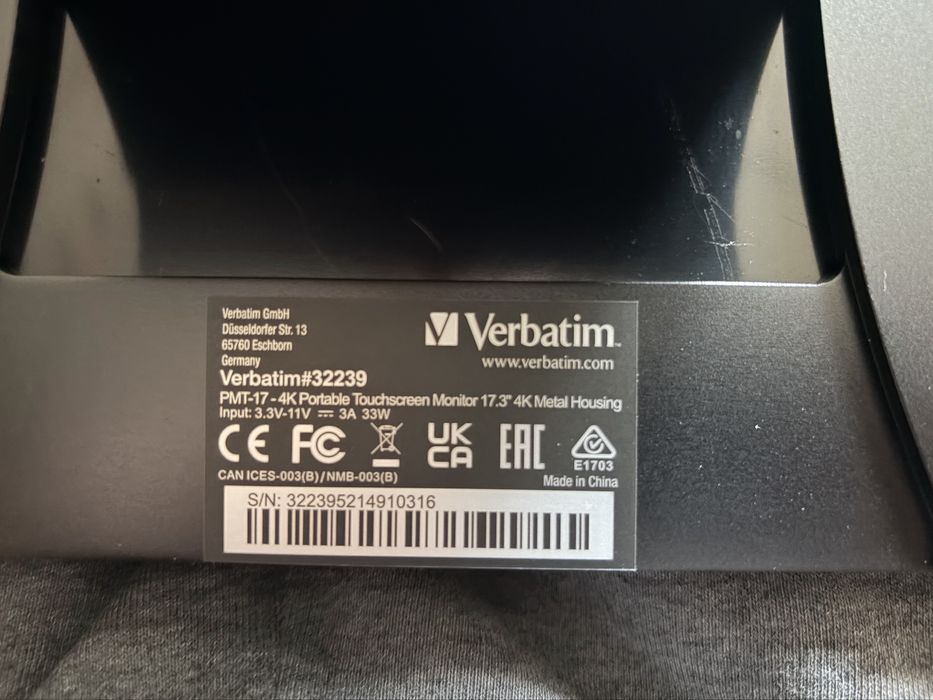 Verbatim GmbH
Düsseldorfer Str. 13
65760 Eschborn
Germany
Verbatim™
www.verbatim.com
Verbatim#32239
PMT-17 - 4K Portable Touchscreen Monitor 17.3" 4K Metal Housing
Input: 3.3V-11V ⎓ 3A 33W
CE FC UK CA EAC E1703
CAN ICES-003(B) / NMB-003(B)
Made in China
S/N: 322395214910316